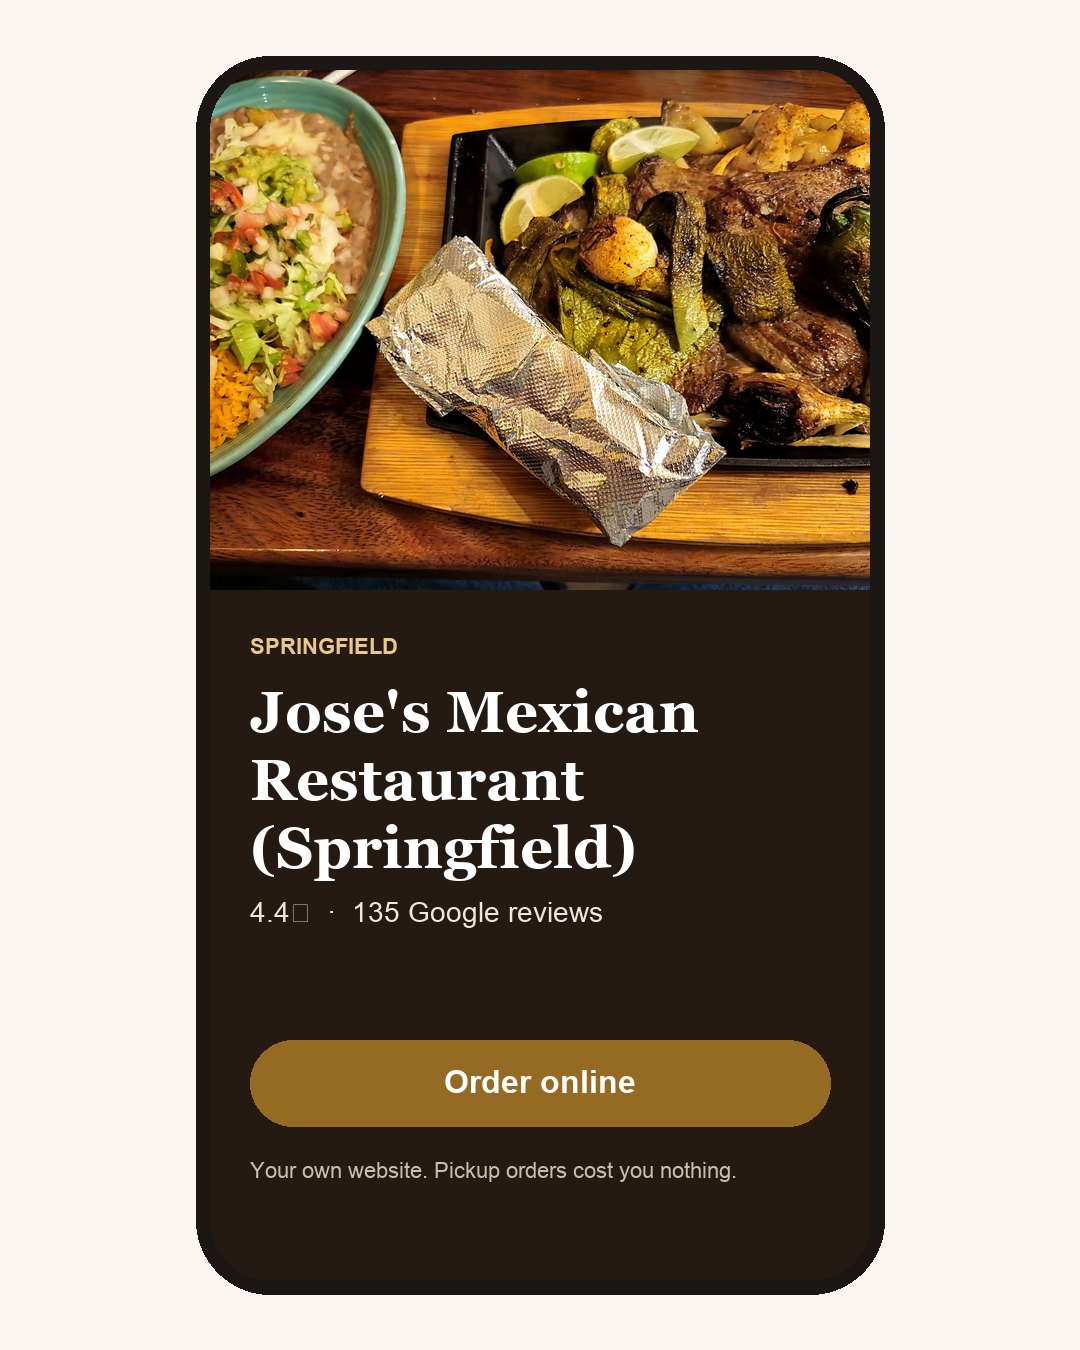 SPRINGFIELD
Jose's Mexican
Restaurant
(Springfield)
4.4□ · 135 Google reviews
Order online
Your own website. Pickup orders cost you nothing.